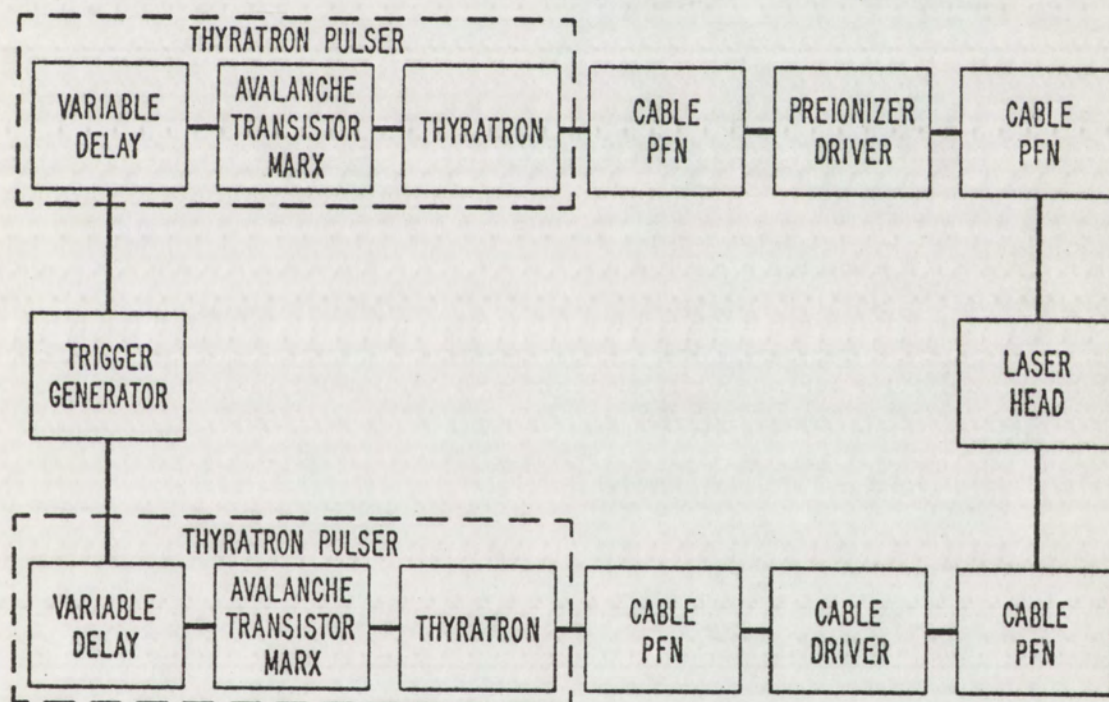 THYRATRON PULSER
VARIABLE
DELAY
AVALANCHE
TRANSISTOR
MARX
THYRATRON
CABLE
PFN
PREIONIZER
DRIVER
CABLE
PFN
TRIGGER
GENERATOR
LASER
HEAD
THYRATRON PULSER
VARIABLE
DELAY
AVALANCHE
TRANSISTOR
MARX
THYRATRON
CABLE
PFN
CABLE
DRIVER
CABLE
PFN